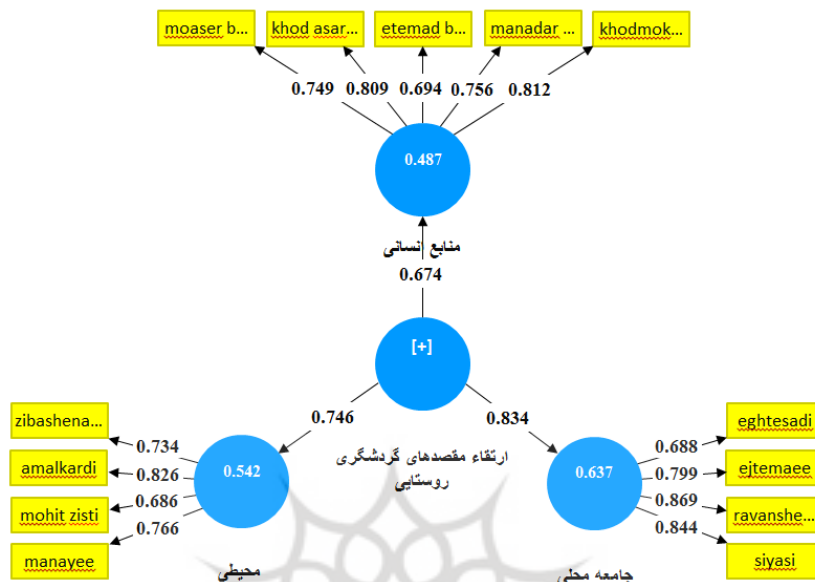 moaser b...
khod asar...
etemad b...
manadar ...
khodmok...
0.749
0.809
0.694
0.756
0.812
0.487
منابع انسانی
0.674
[+]
0.746
0.834
ارتقاء مقصدهای گردشگری
روستایی
zibashena...
amalkardi
mohit zisti
manayee
0.734
0.826
0.686
0.766
0.542
محیطی
0.637
0.688
0.799
0.869
0.844
eghtesadi
ejtemaee
ravanshe...
siyasi
جامعه محلی